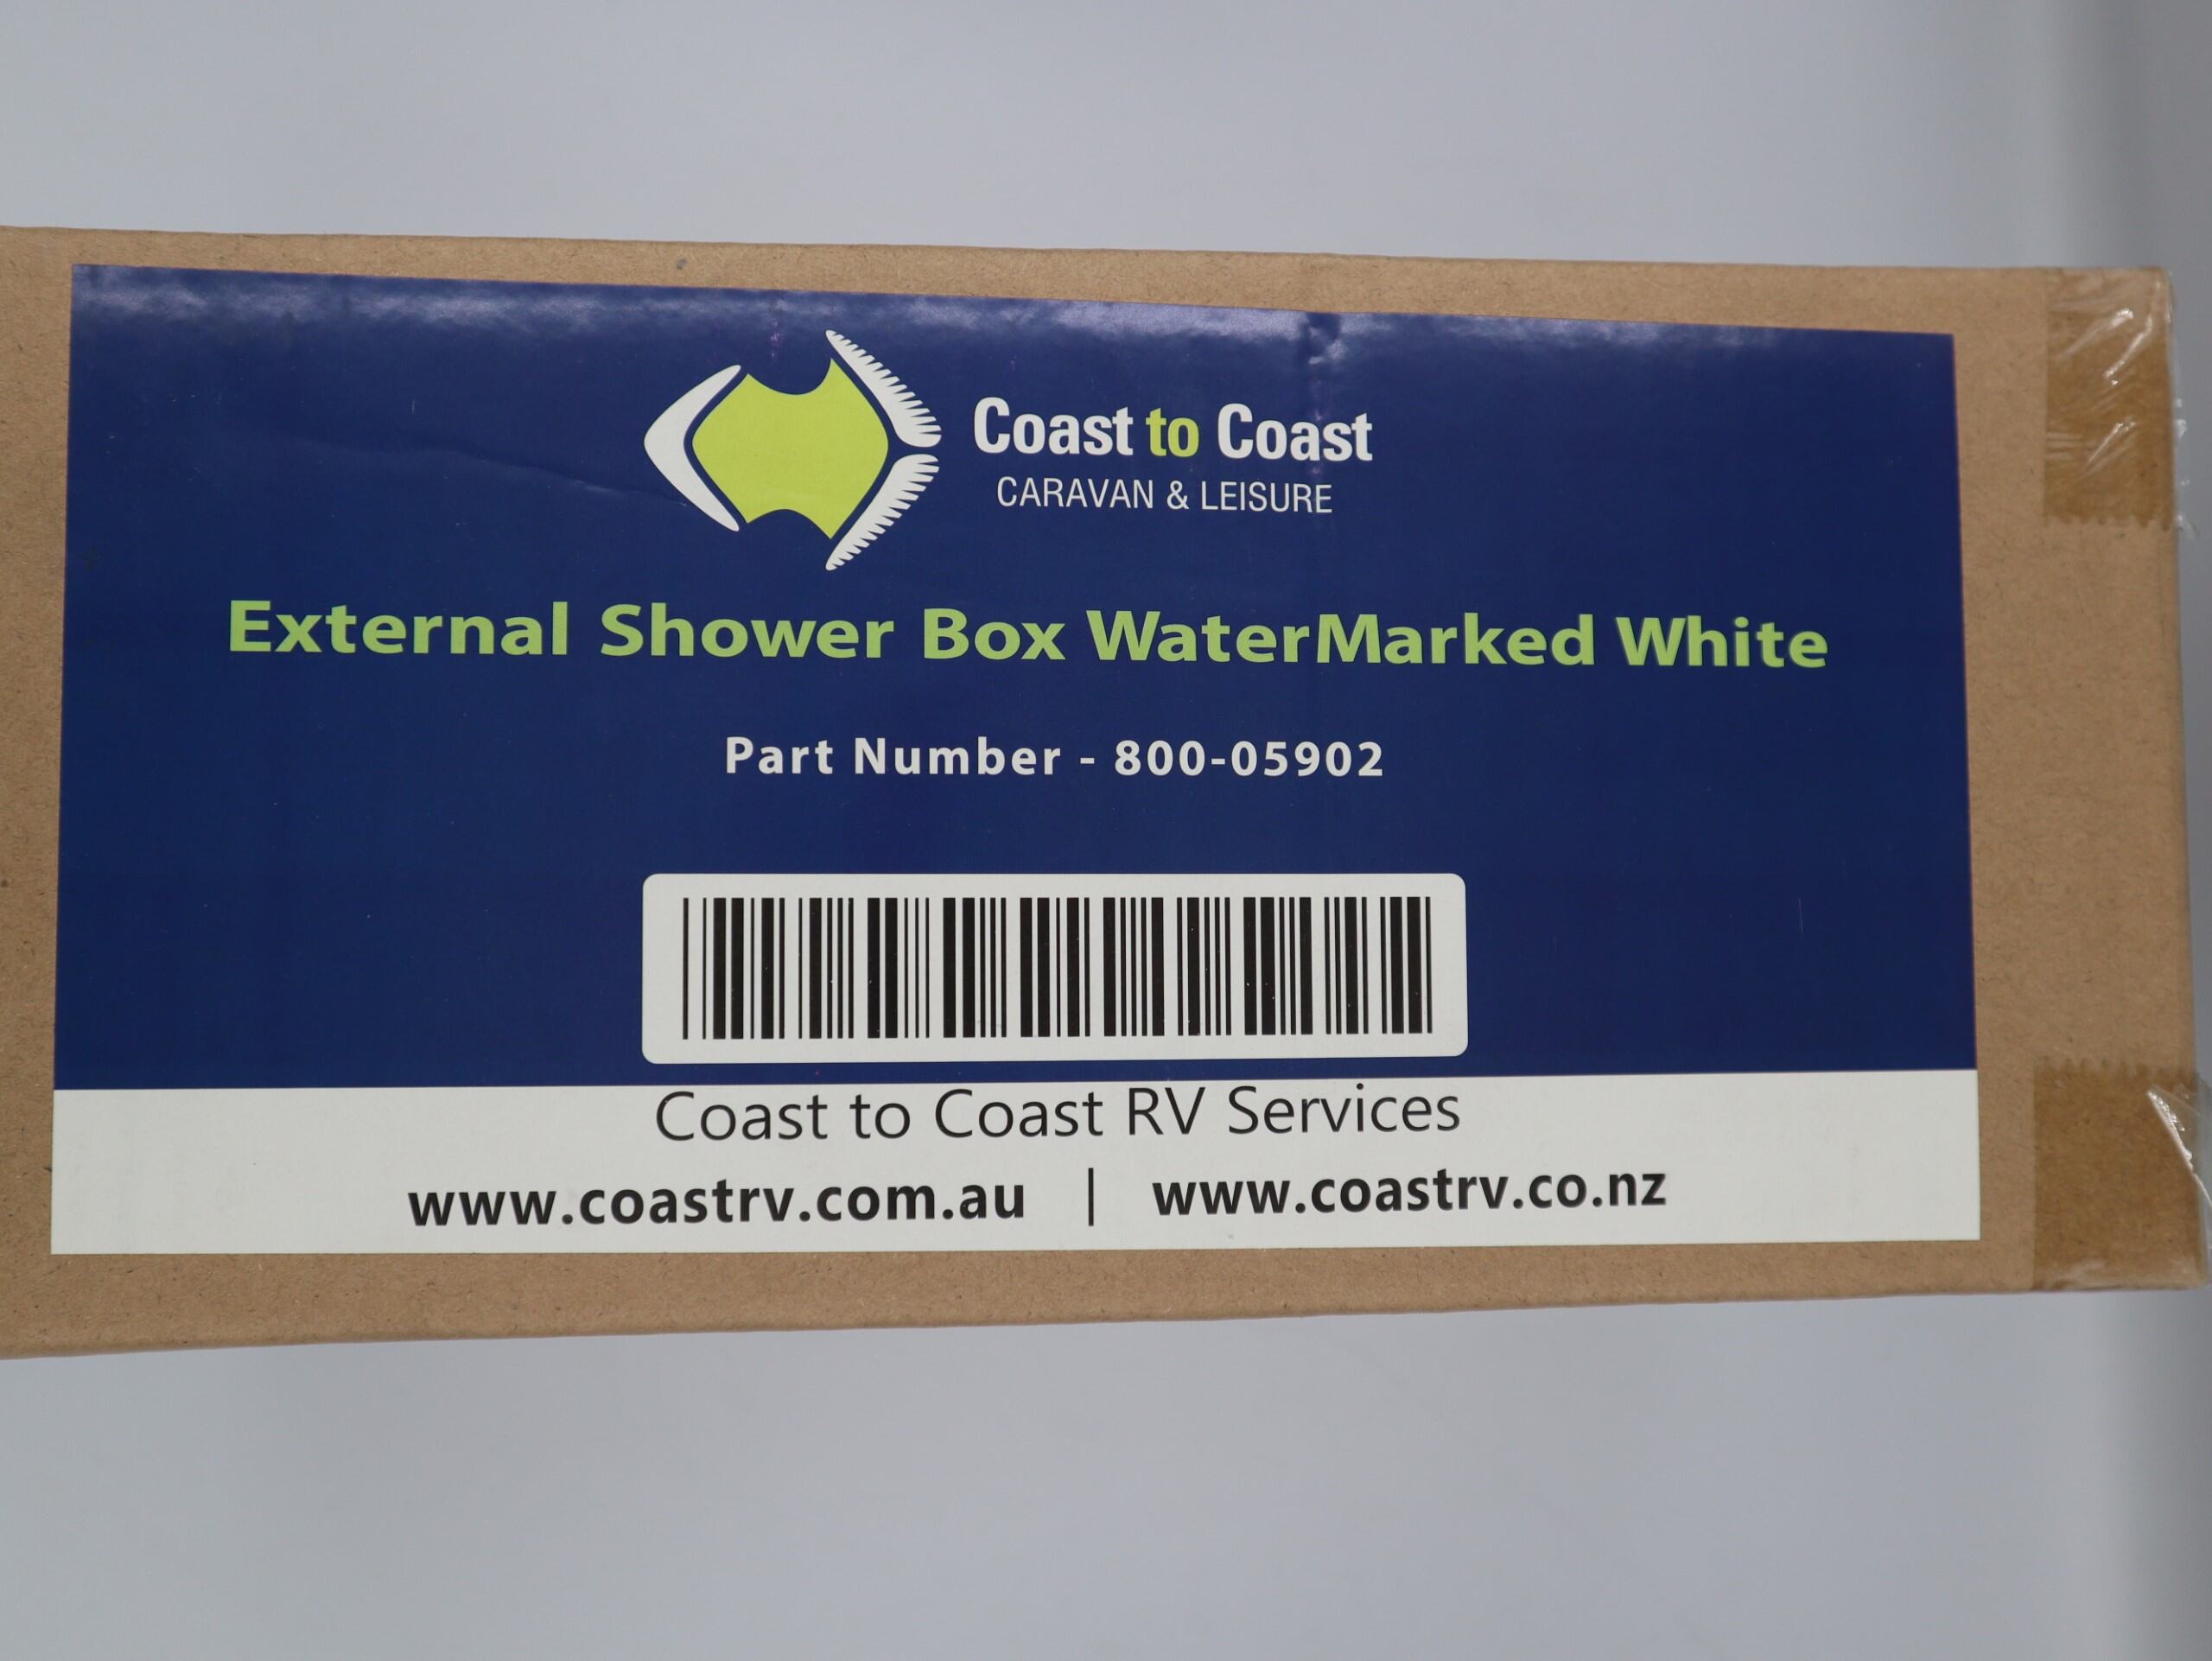 Coast to Coast
CARAVAN & LEISURE
External Shower Box WaterMarked White
Part Number - 800-05902
Coast to Coast RV Services
www.coastrv.com.au | www.coastrv.co.nz